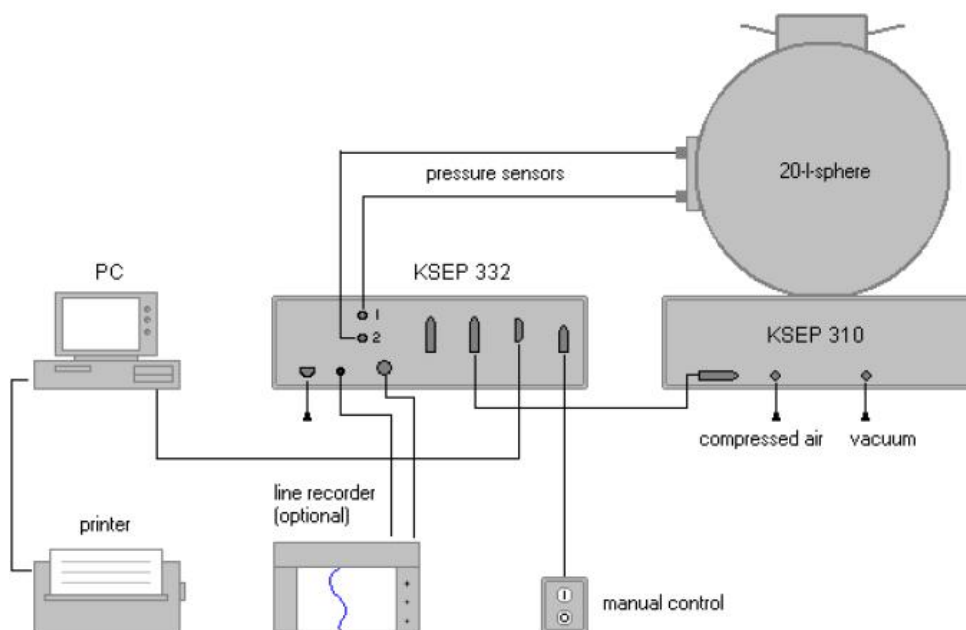 20-l-sphere
pressure sensors
PC
KSEP 332
1
2
KSEP 310
compressed air
vacuum
line recorder
(optional)
printer
manual control
I
O